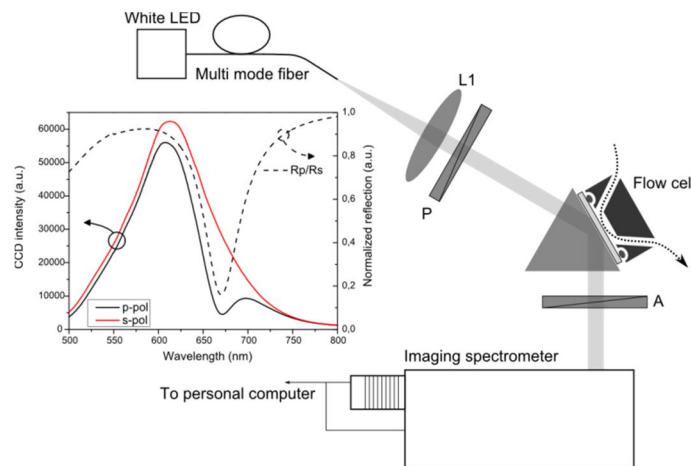 White LED
Multi mode fiber
L1
P
Flow cel
A
Imaging spectrometer
To personal computer
CCD intensity (a.u.)
60000
50000
40000
30000
20000
10000
0
500 550 600 650 700 750 800
Wavelength (nm)
1,0
0,8
0,6
0,4
0,2
0,0
Normalized reflection (a.u.)
Rp/Rs
p-pol
s-pol